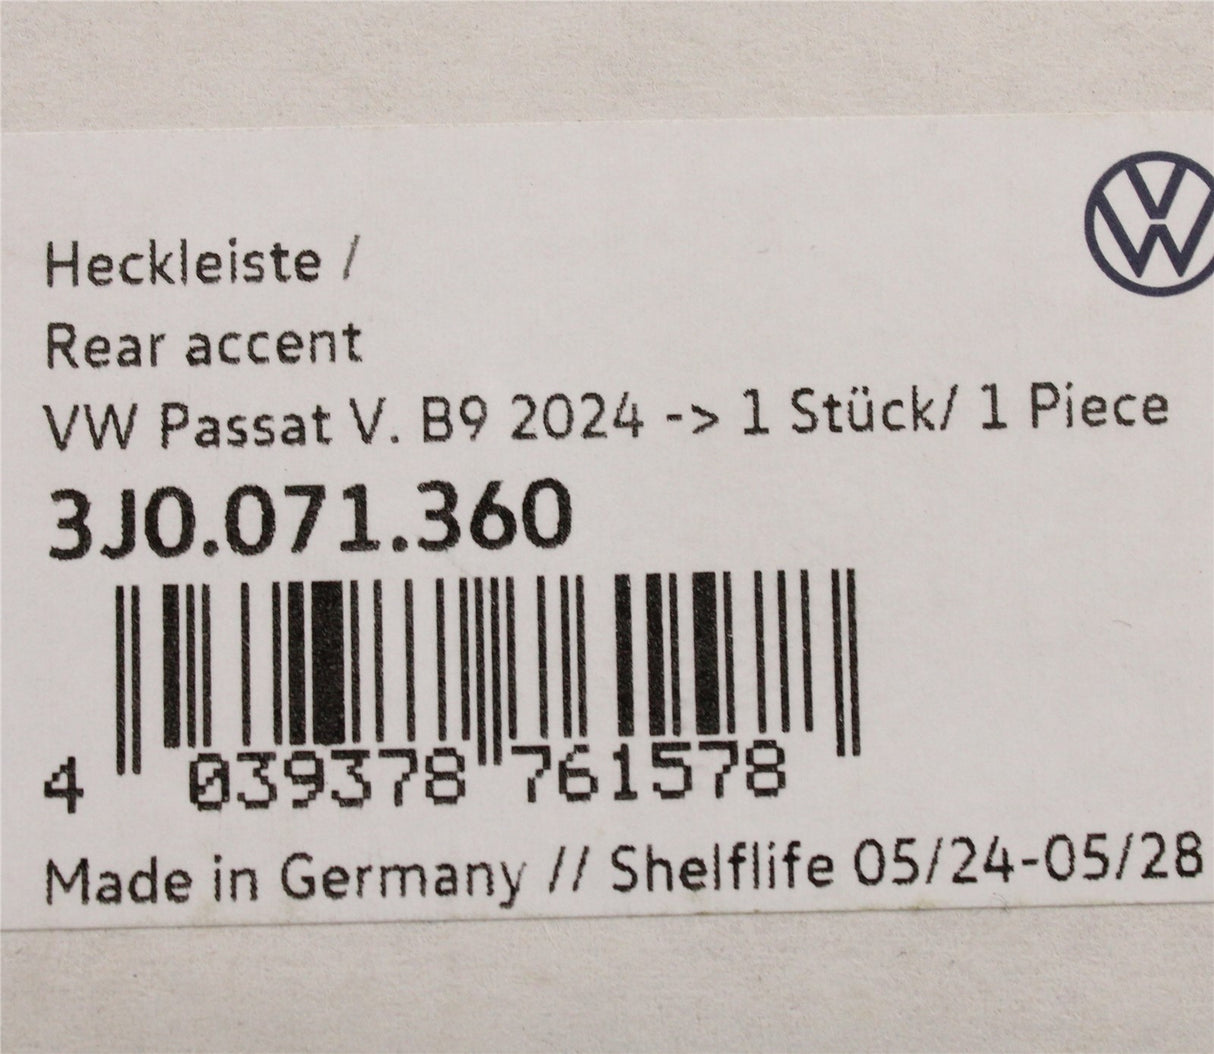 Heckleiste /
Rear accent
VW Passat V. B9 2024 -> 1 Stück/ 1 Piece
3J0.071.360
4 039378 761578
Made in Germany // Shelflife 05/24-05/28